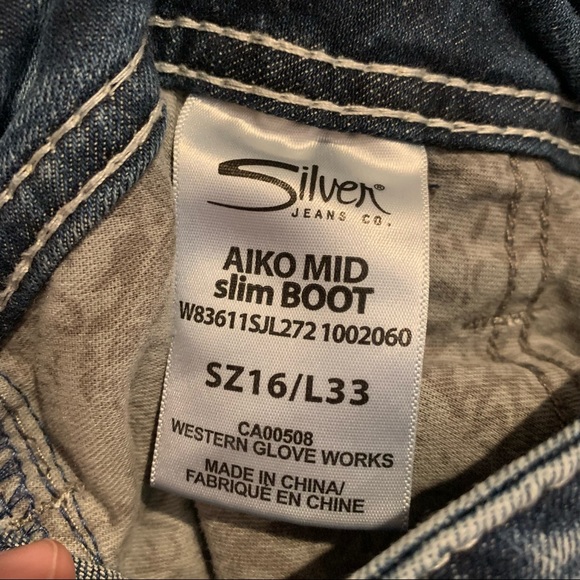 Silver®
JEANS CO.
AIKO MID
slim BOOT
W83611SJL272 1002060
SZ16/L33
CA00508
WESTERN GLOVE WORKS
MADE IN CHINA/
FABRIQUÉ EN CHINE